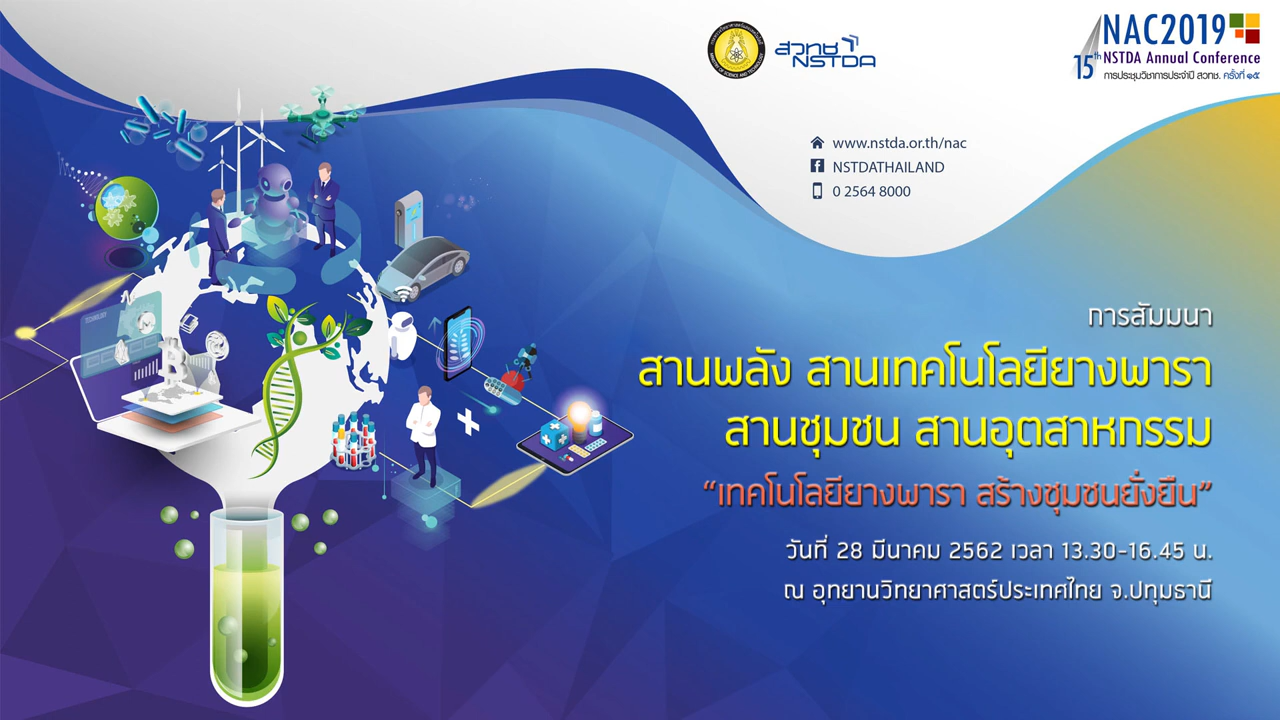 สวทช
NSTDA
NAC2019
15th NSTDA Annual Conference
การประชุมวิชาการประจำปี สวทช. ครั้งที่ ๑๕
www.nstda.or.th/nac
NSTDATHAILAND
0 2564 8000
การสัมมนา
สานพลัง สานเทคโนโลยียางพารา
สานชุมชน สานอุตสาหกรรม
“เทคโนโลยียางพารา สร้างชุมชนยั่งยืน”
วันที่ 28 มีนาคม 2562 เวลา 13.30-16.45 น.
ณ อุทยานวิทยาศาสตร์ประเทศไทย จ.ปทุมธานี